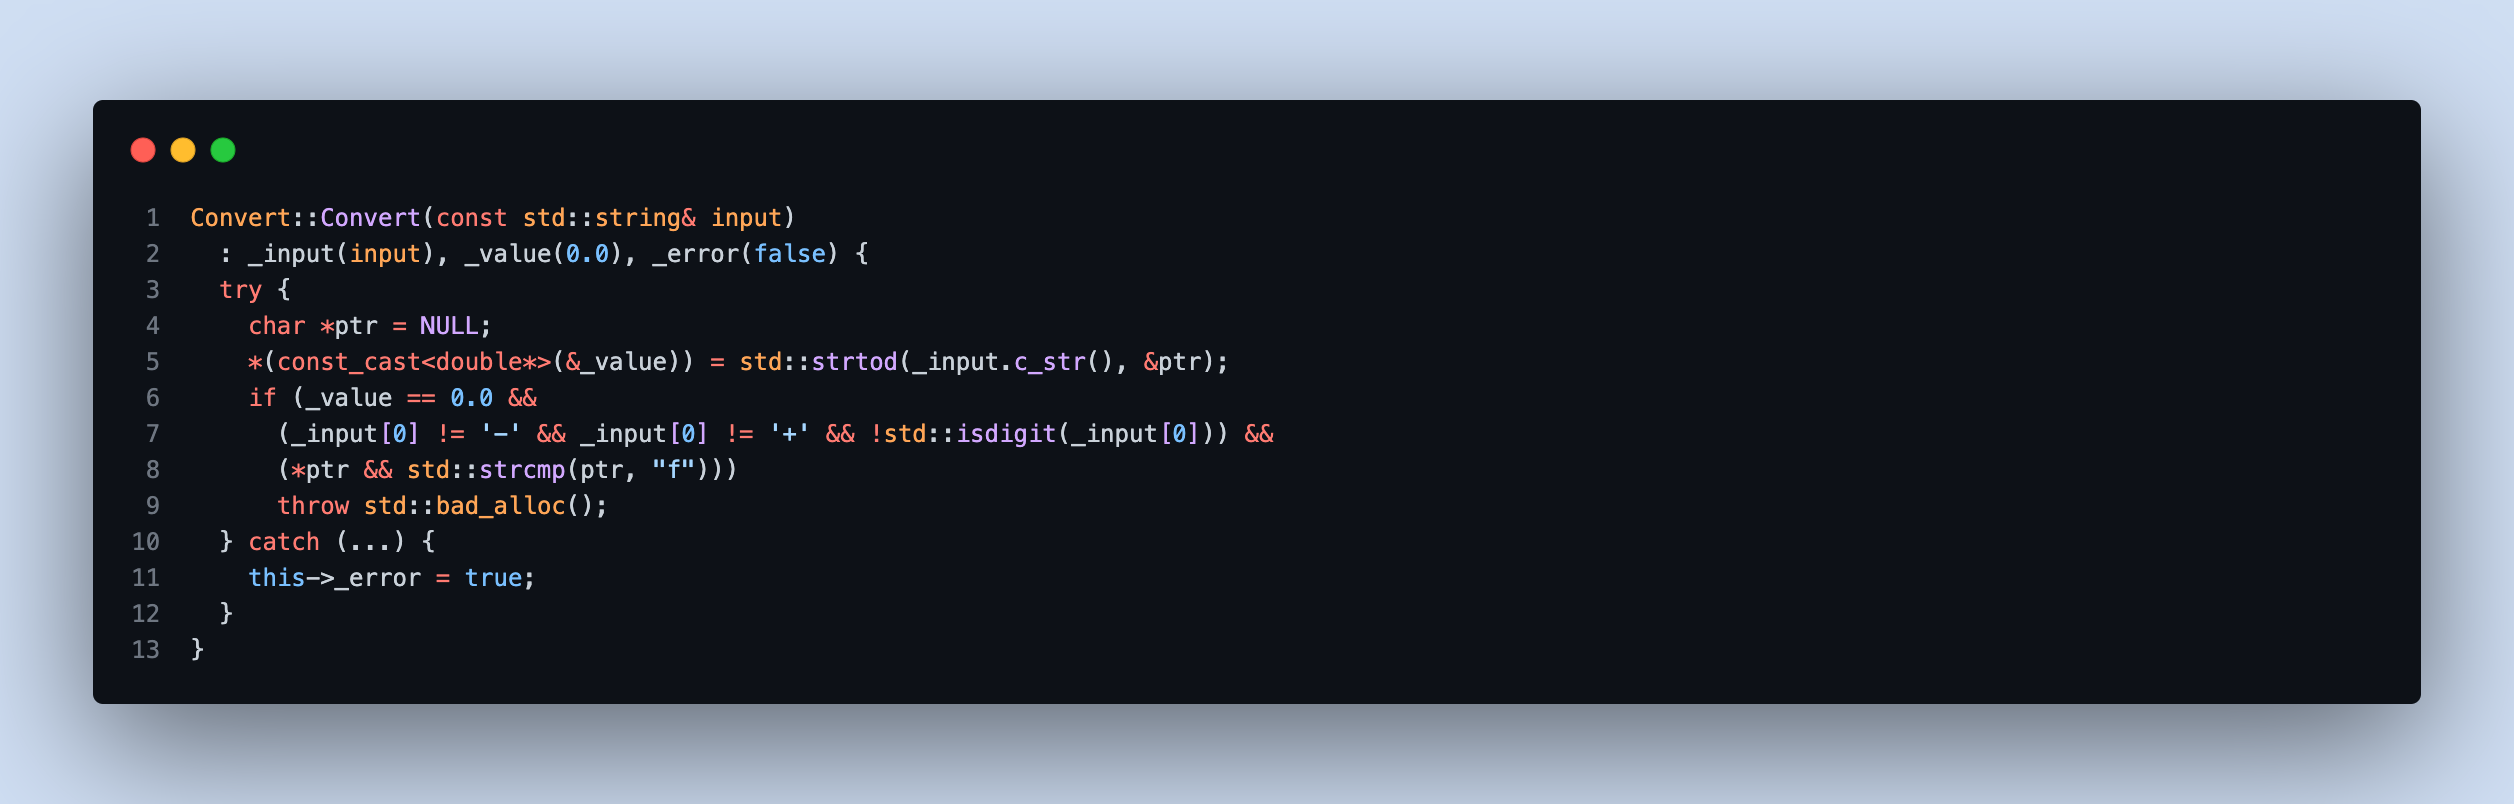 1 Convert::Convert(const std::string& input)
2   : _input(input), _value(0.0), _error(false) {
3   try {
4     char *ptr = NULL;
5     *(const_cast<double*>(&_value)) = std::strtod(_input.c_str(), &ptr);
6     if (_value == 0.0 &&
7       (_input[0] != '-' && _input[0] != '+' && !std::isdigit(_input[0])) &&
8       (*ptr && std::strcmp(ptr, "f")))
9       throw std::bad_alloc();
10   } catch (...) {
11     this->_error = true;
12   }
13 }